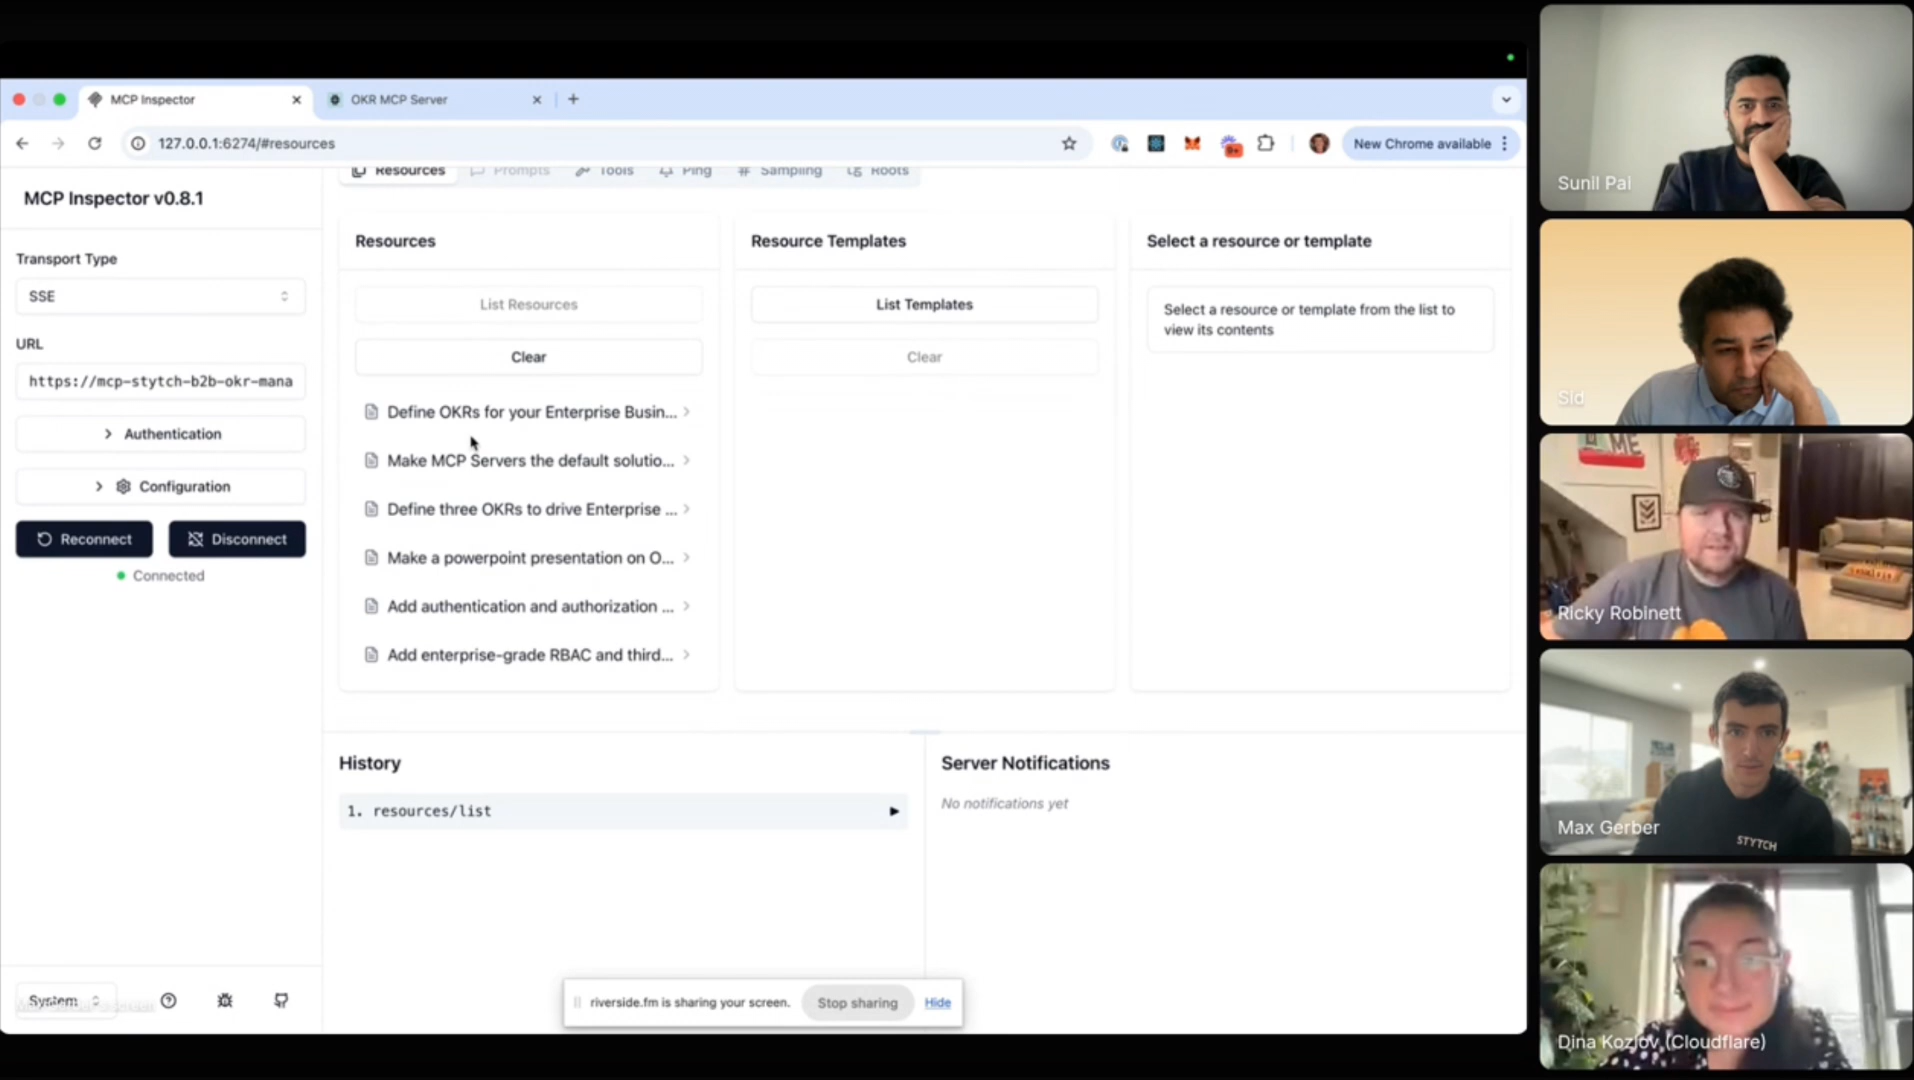 MCP Inspector
OKR MCP Server
127.0.0.1:6274/#resources
New Chrome available
MCP Inspector v0.8.1
Transport Type
SSE
URL
https://mcp-stytch-b2b-okr-mana
Authentication
Configuration
Reconnect
Disconnect
Connected
System
Resources
Prompts
Tools
Ping
Sampling
Roots
Resources
List Resources
Clear
Define OKRs for your Enterprise Busin...
Make MCP Servers the default solutio...
Define three OKRs to drive Enterprise ...
Make a powerpoint presentation on O...
Add authentication and authorization ...
Add enterprise-grade RBAC and third...
Resource Templates
List Templates
Clear
Select a resource or template
Select a resource or template from the list to
view its contents
History
1. resources/list
Server Notifications
No notifications yet
riverside.fm is sharing your screen.
Stop sharing
Hide
Sunil Pai
Sid
ME
Ricky Robinett
STYTCH
Max Gerber
Dina Kozlov (Cloudflare)